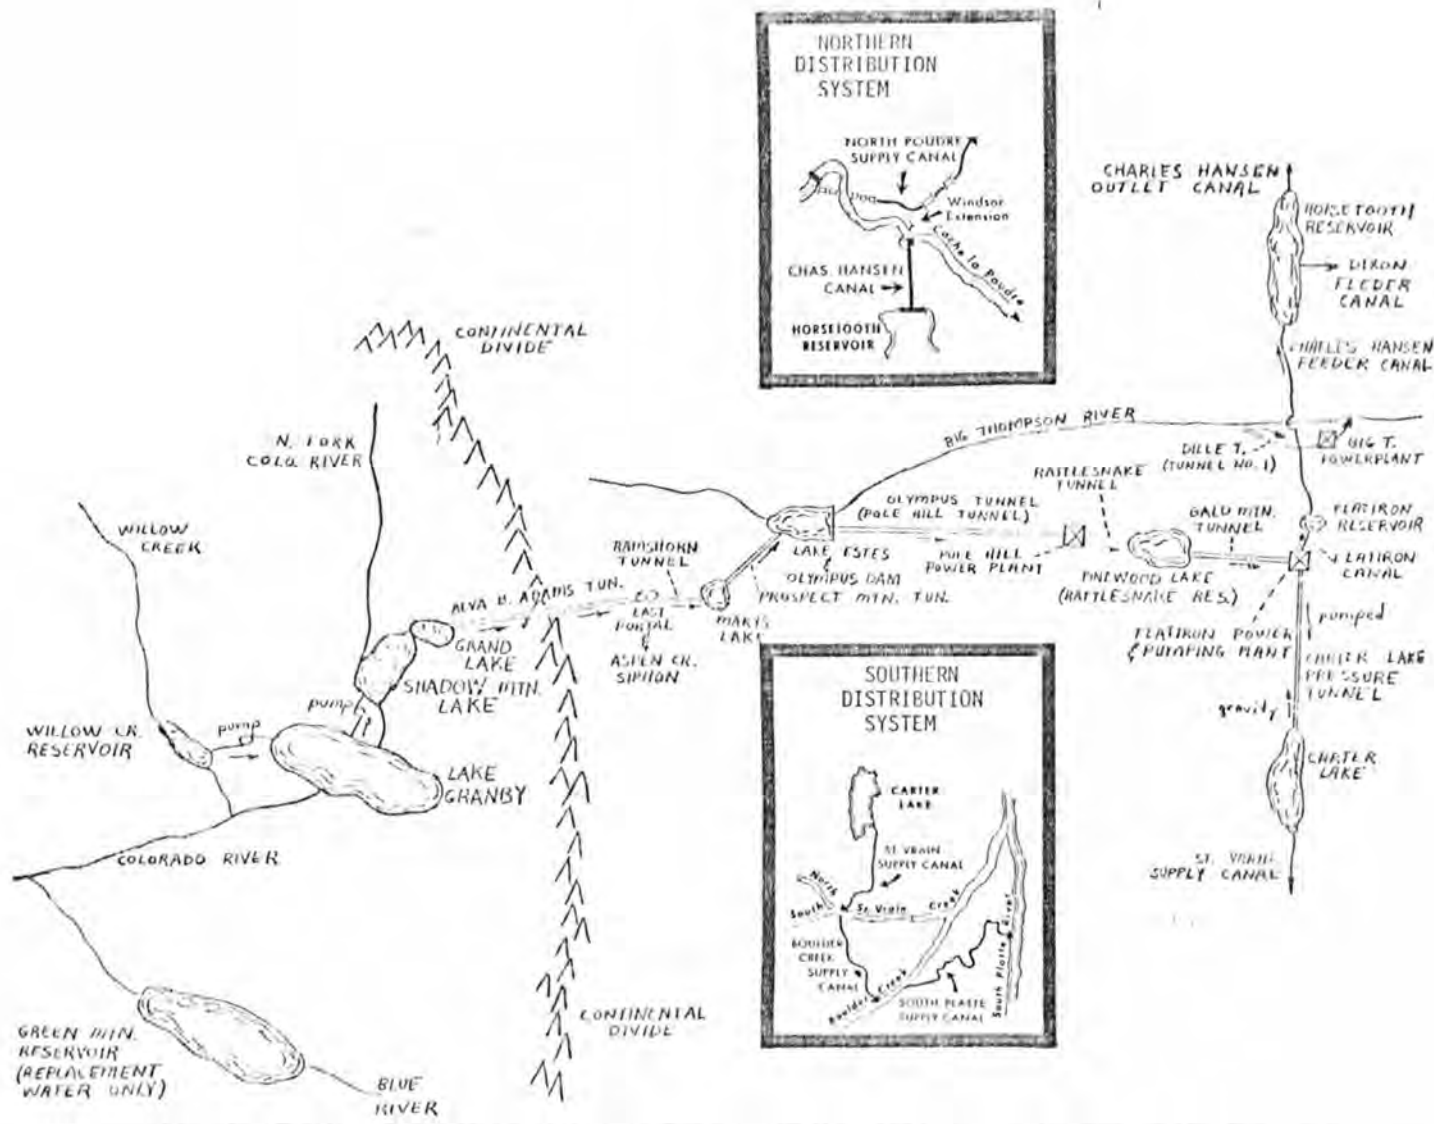 NORTHERN
DISTRIBUTION
SYSTEM
NORTH POUDRE
SUPPLY CANAL
Windsor
Extension
Cache la Poudre
CHAS. HANSEN
CANAL
HORSETOOTH
RESERVOIR
CHARLES HANSEN
OUTLET CANAL
HORSETOOTH
RESERVOIR
DIXON
FEEDER
CANAL
CHARLES HANSEN
FEEDER CANAL
CONTINENTAL
DIVIDE
N. FORK
COLO. RIVER
BIG THOMPSON RIVER
DILLE T.
(TUNNEL NO. 1)
BIG T.
POWERPLANT
RATTLESNAKE
TUNNEL
OLYMPUS TUNNEL
(POLE HILL TUNNEL)
BALD MTN.
TUNNEL
FLATIRON
RESERVOIR
WILLOW
CREEK
RAMSHORN
TUNNEL
LAKE ESTES
&
OLYMPUS DAM
POLE HILL
POWER PLANT
FLATIRON
CANAL
PINEWOOD LAKE
(RATTLESNAKE RES.)
ALVA B. ADAMS TUN.
PROSPECT MTN. TUN.
EAST
PORTAL
&
ASPEN CR.
SIPHON
MARYS
LAKE
pumped
FLATIRON POWER
& PUMPING PLANT
GRAND
LAKE
SHADOW MTN.
LAKE
CARTER LAKE
PRESSURE
TUNNEL
pump
gravity
WILLOW CR.
RESERVOIR
pump
LAKE
GRANBY
CARTER
LAKE
COLORADO RIVER
ST. VRAIN
SUPPLY CANAL
SOUTHERN
DISTRIBUTION
SYSTEM
CARTER
LAKE
ST. VRAIN
SUPPLY CANAL
North
South
St. Vrain Creek
BOULDER
CREEK
SUPPLY
CANAL
Boulder Creek
SOUTH PLATTE
SUPPLY CANAL
South Platte River
CONTINENTAL
DIVIDE
GREEN MTN.
RESERVOIR
(REPLACEMENT
WATER ONLY)
BLUE
RIVER